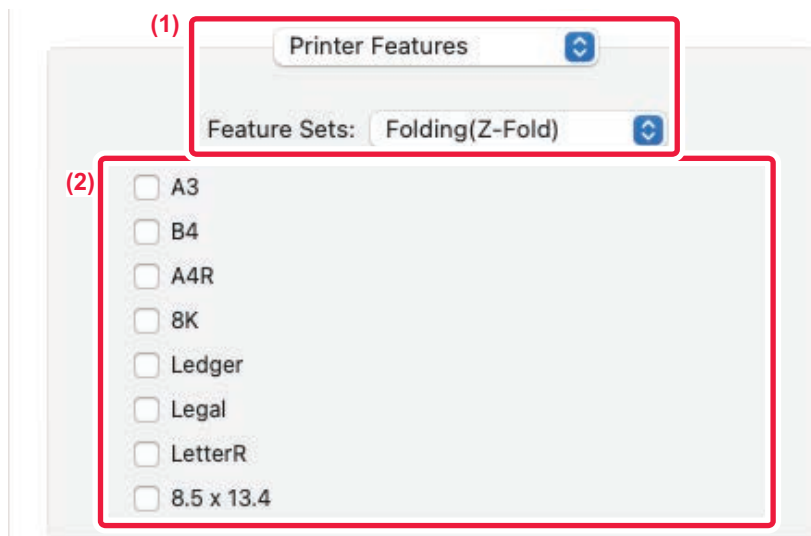 (1)
Printer Features
Feature Sets: Folding(Z-Fold)
(2)
A3
B4
A4R
8K
Ledger
Legal
LetterR
8.5 x 13.4